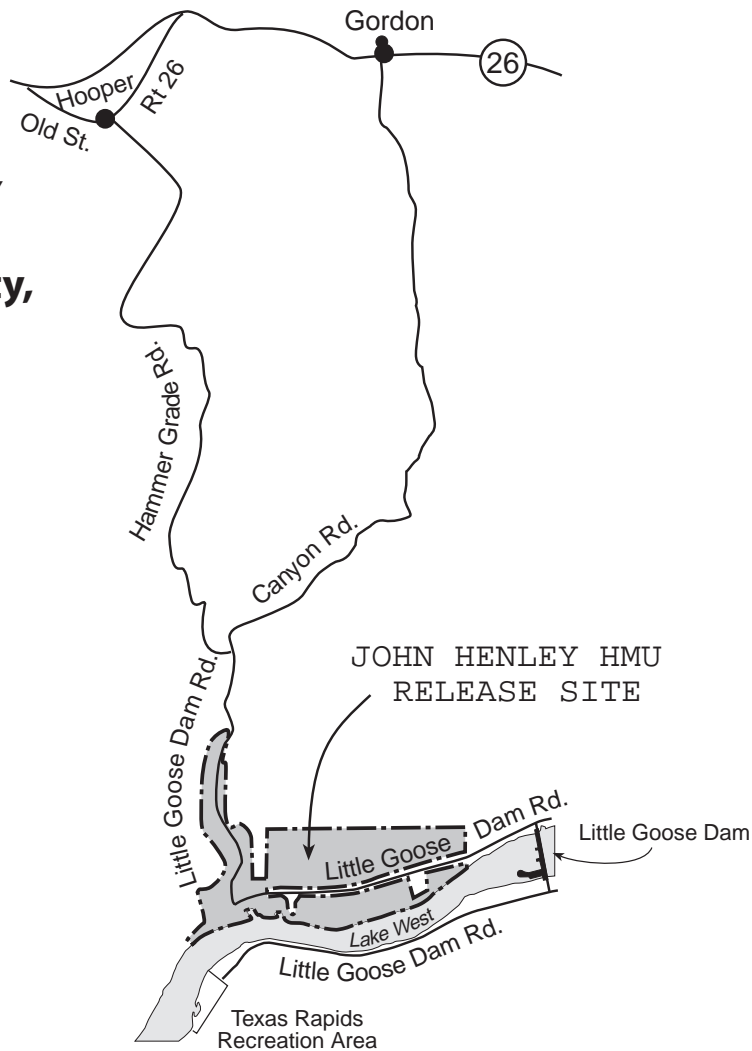 Gordon
26
Hooper
Rt 26
Old St.
ty,
Hammer Grade Rd.
Canyon Rd.
JOHN HENLEY HMU
RELEASE SITE
Little Goose Dam Rd.
Little Goose Dam Rd.
Little Goose Dam
Lake West
Little Goose Dam Rd.
Texas Rapids
Recreation Area